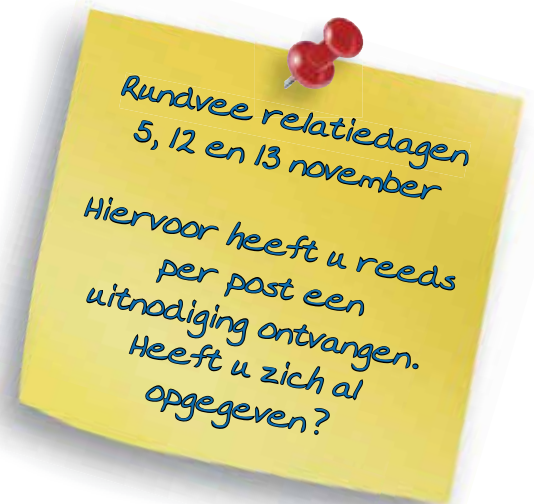 Rundvee relatiedagen
5, 12 en 13 november
Hiervoor heeft u reeds
per post een
uitnodiging ontvangen.
Heeft u zich al
opgegeven?